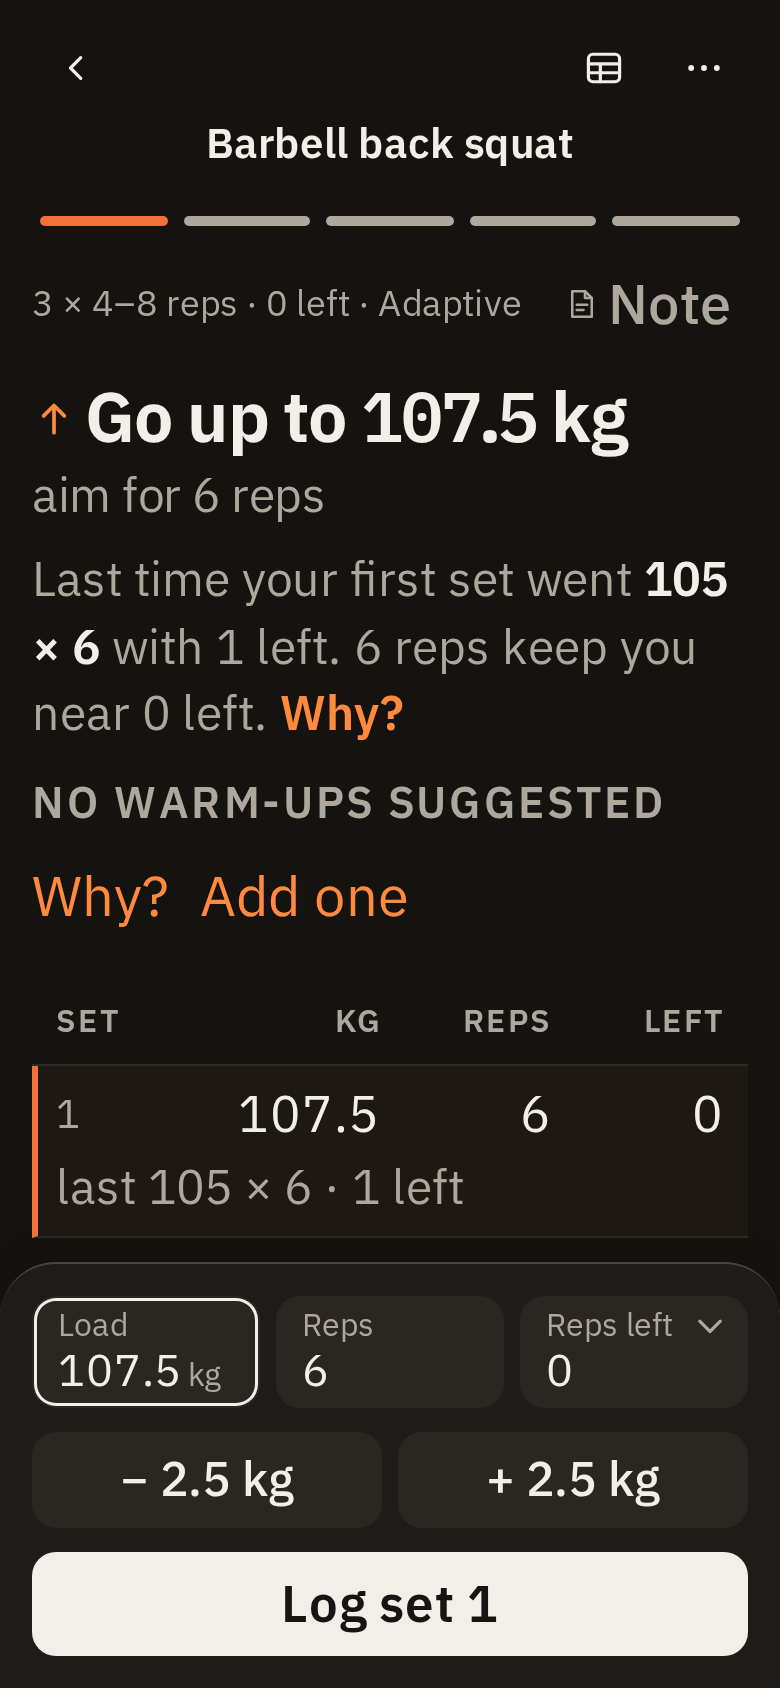 Barbell back squat
3 × 4–8 reps · 0 left · Adaptive
Note
Go up to 107.5 kg
aim for 6 reps
Last time your first set went 105
× 6 with 1 left. 6 reps keep you
near 0 left. Why?
NO WARM-UPS SUGGESTED
Why? Add one
SET KG REPS LEFT
1 107.5 6 0
last 105 × 6 · 1 left
Load Reps Reps left
107.5 kg 6 0
− 2.5 kg + 2.5 kg
Log set 1